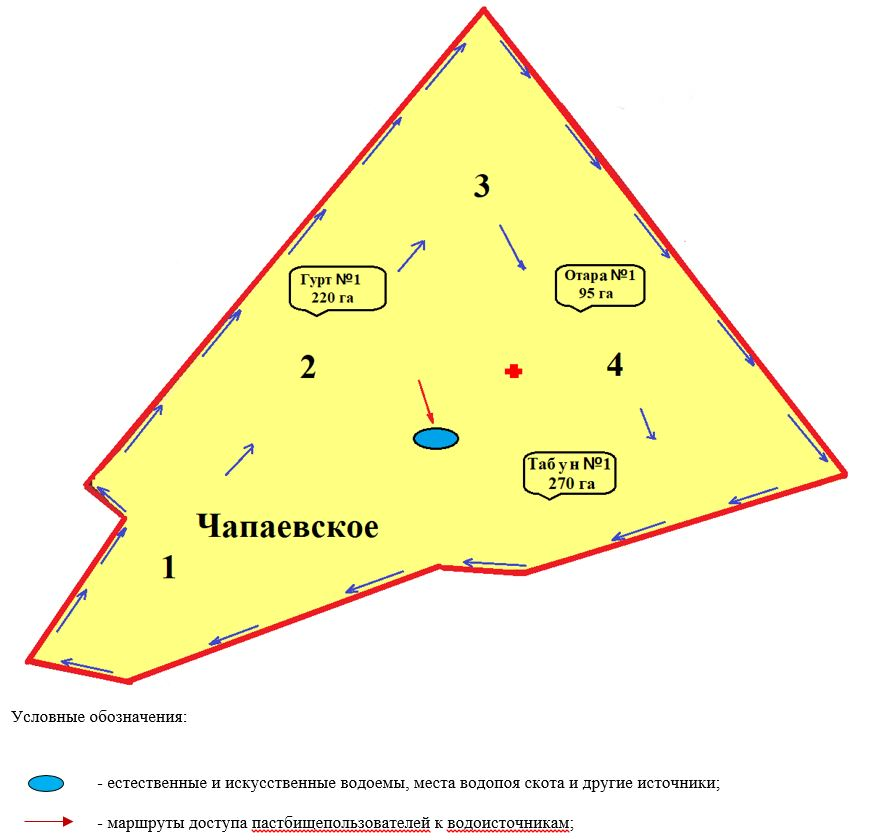 3
Гурт №1
220 га
Отара №1
95 га
2
4
Табун №1
270 га
Чапаевское
1
Условные обозначения:
- естественные и искусственные водоемы, места водопоя скота и другие источники;
- маршруты доступа пастбищепользователей к водоисточникам;